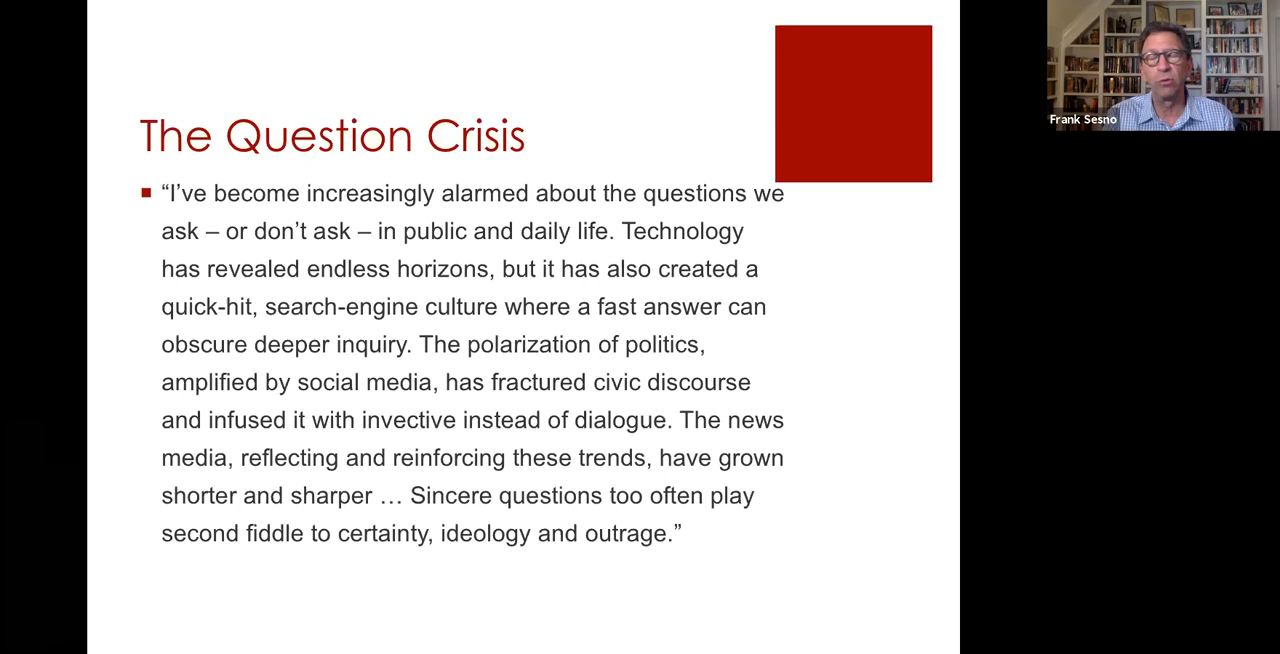 The Question Crisis
“I’ve become increasingly alarmed about the questions we
ask – or don’t ask – in public and daily life. Technology
has revealed endless horizons, but it has also created a
quick-hit, search-engine culture where a fast answer can
obscure deeper inquiry. The polarization of politics,
amplified by social media, has fractured civic discourse
and infused it with invective instead of dialogue. The news
media, reflecting and reinforcing these trends, have grown
shorter and sharper … Sincere questions too often play
second fiddle to certainty, ideology and outrage.”
Frank Sesno